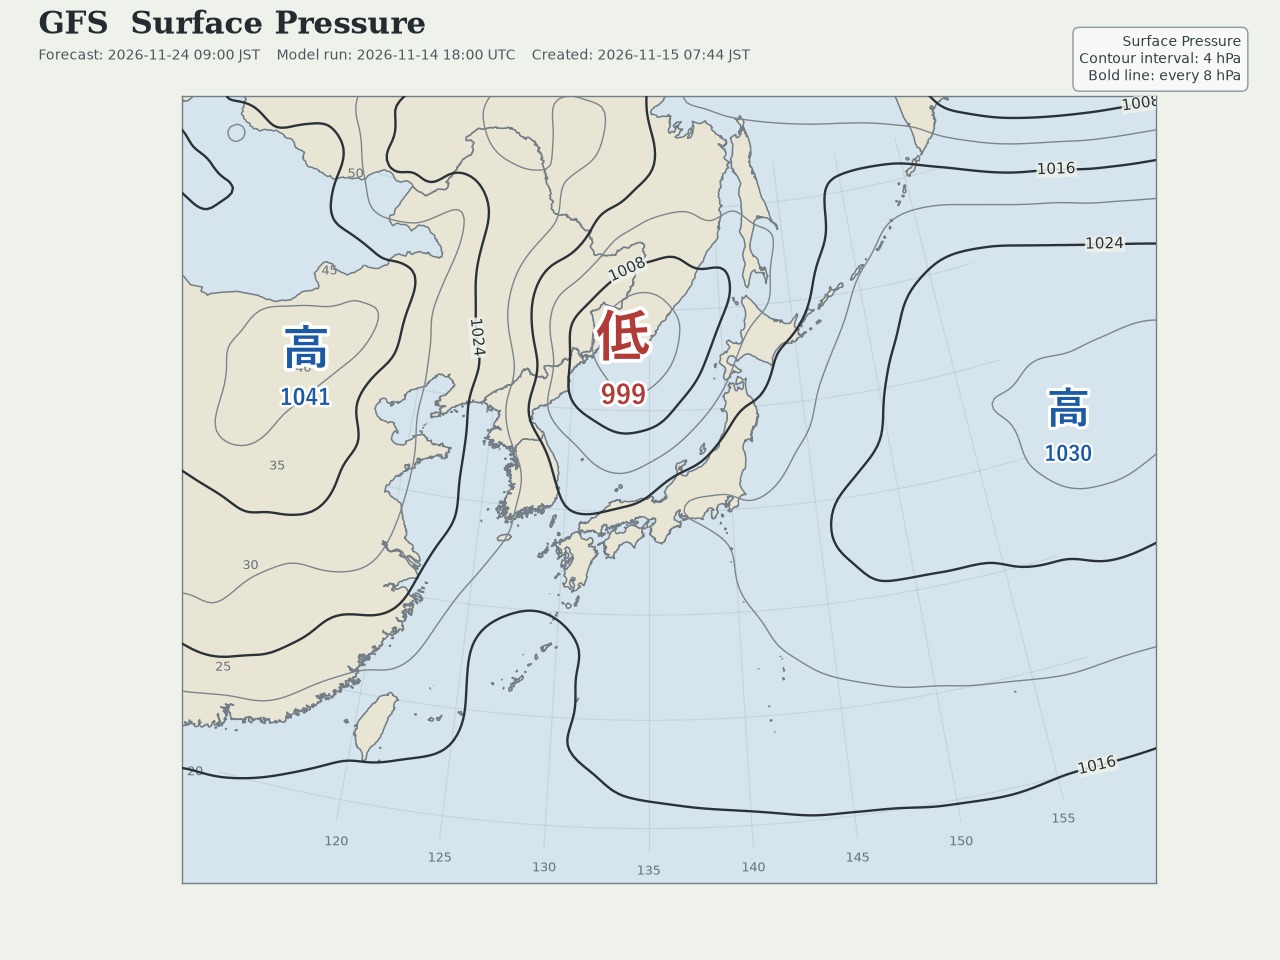 GFS Surface Pressure
Forecast: 2026-11-24 09:00 JST Model run: 2026-11-14 18:00 UTC Created: 2026-11-15 07:44 JST
Surface Pressure
Contour interval: 4 hPa
Bold line: every 8 hPa
1008
1016
50
1024
45
1008
低
999
高
1041
1024
高
1030
35
30
25
20
1016
155
120
150
125
145
130
140
135